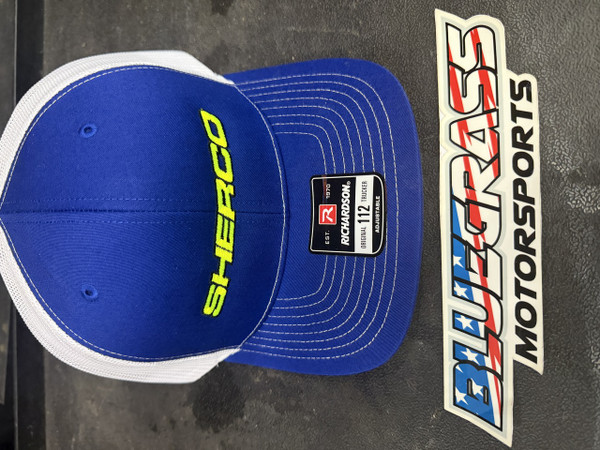 SHERCO
EST. R 1970
RICHARDSON®
ORIGINAL 112 TRUCKER
ADJUSTABLE
BLUEGRASS
MOTORSPORTS